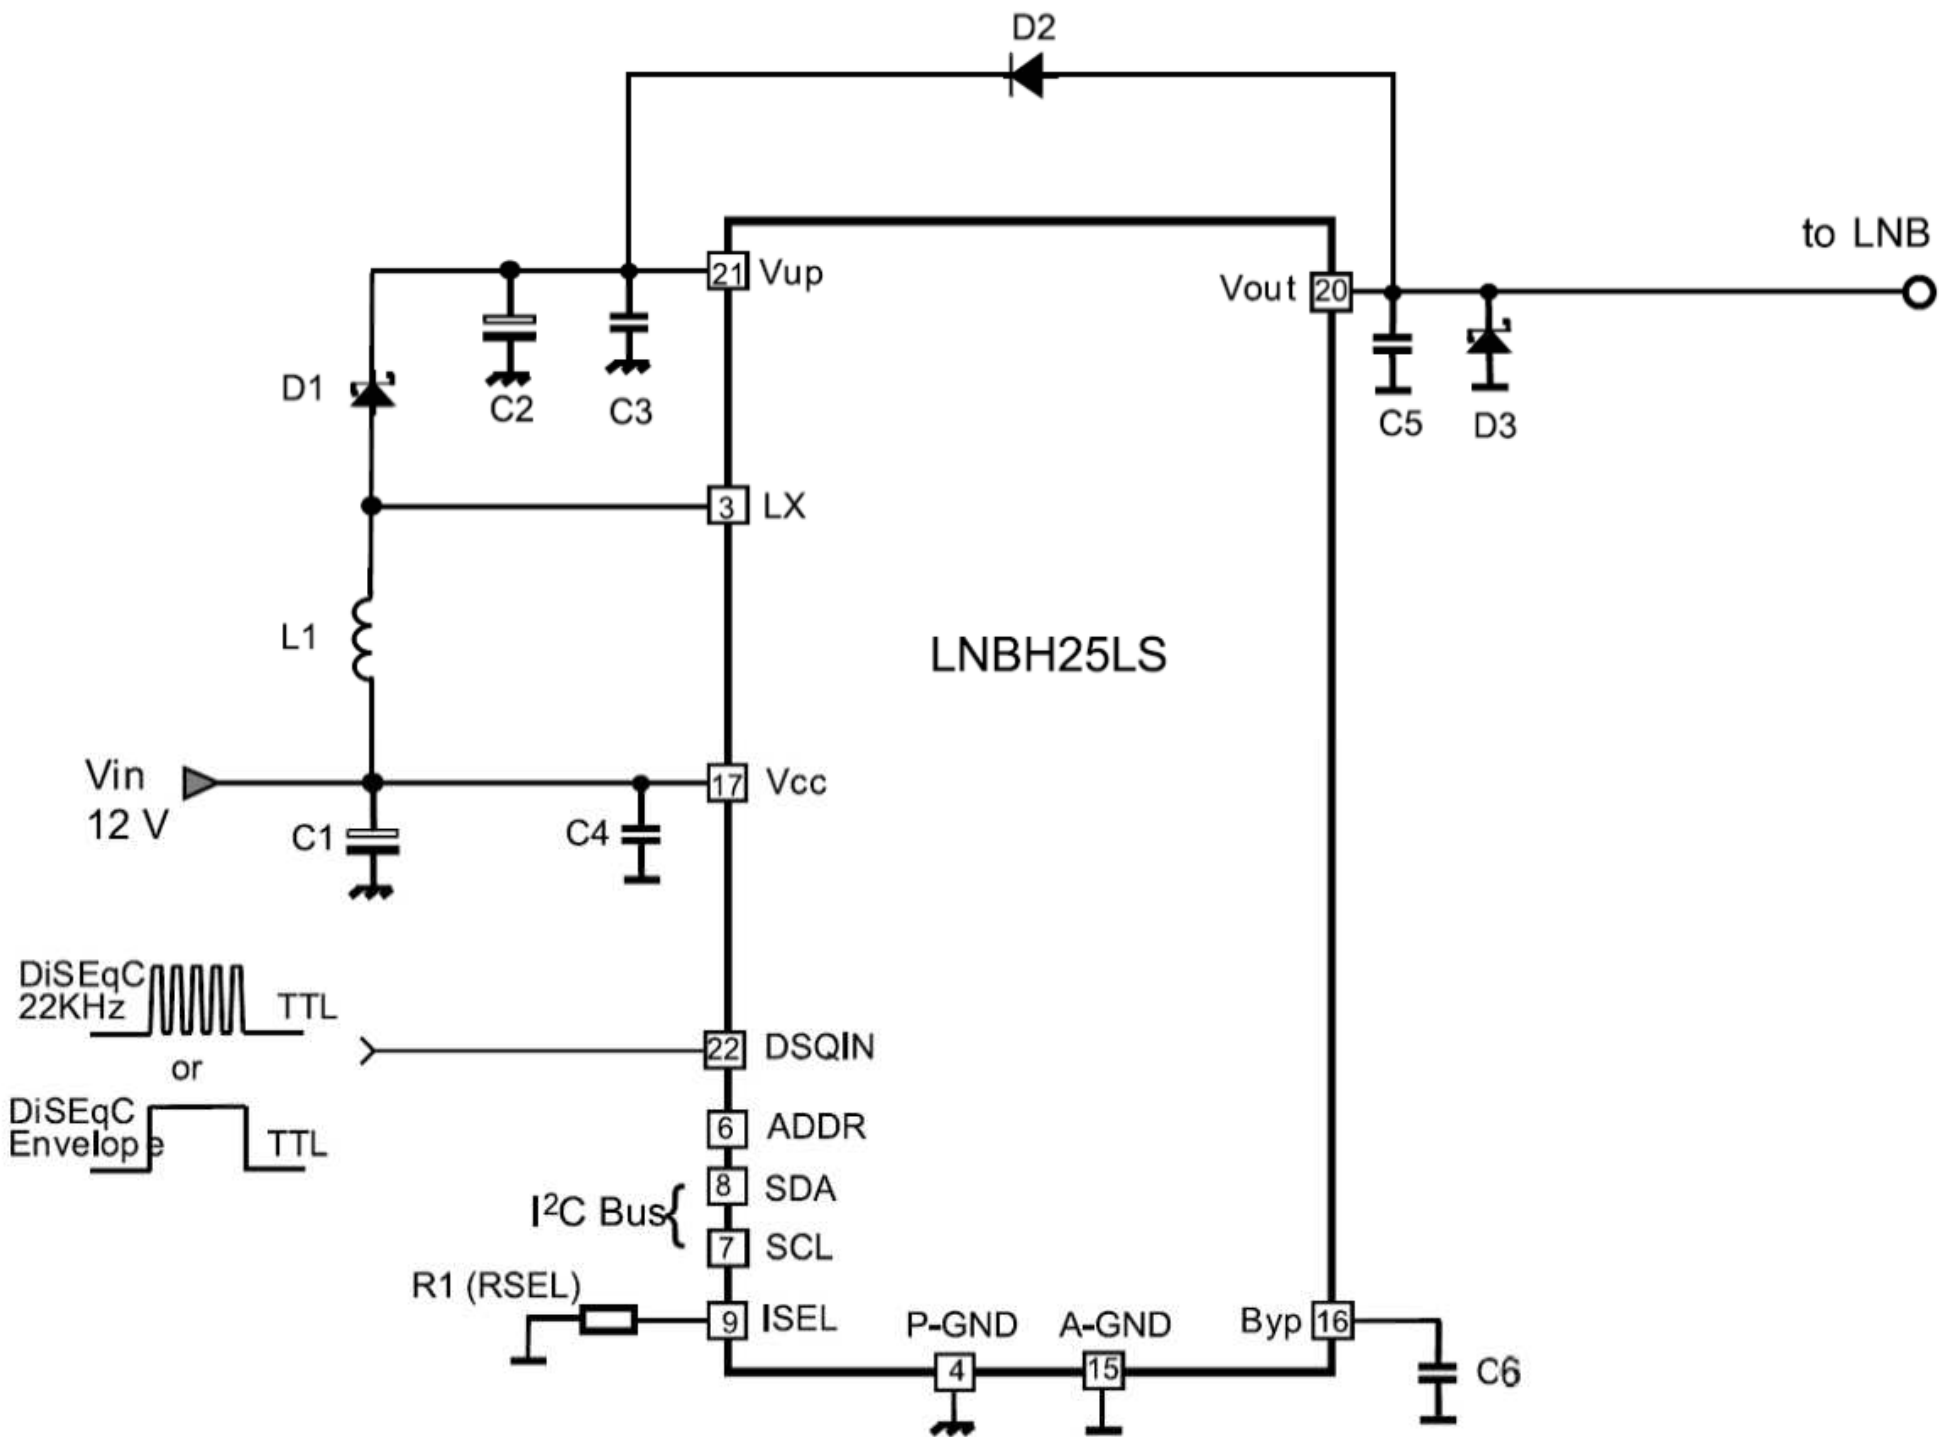 D2
to LNB
21 Vup
Vout 20
D1
C2
C3
C5
D3
3 LX
L1
LNBH25LS
Vin
12 V
17 Vcc
C1
C4
DiSEqC
22KHz
TTL
or
22 DSQIN
DiSEqC
Envelope
TTL
6 ADDR
8 SDA
I²C Bus{
7 SCL
R1 (RSEL)
9 ISEL
P-GND
A-GND
Byp 16
4
15
C6